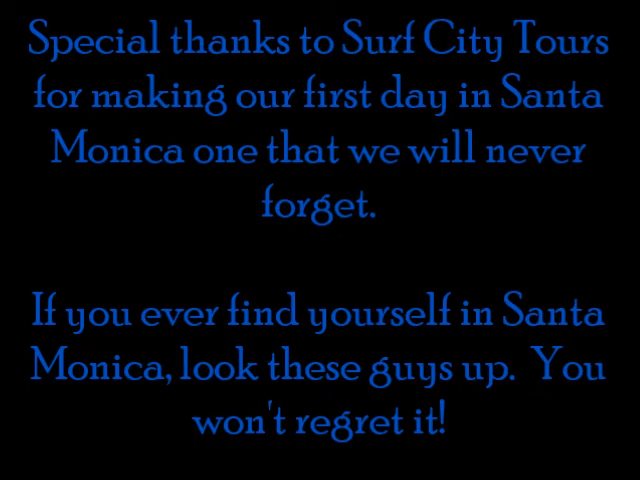 Special thanks to Surf City Tours
for making our first day in Santa
Monica one that we will never
forget.
If you ever find yourself in Santa
Monica, look these guys up.  You
won't regret it!